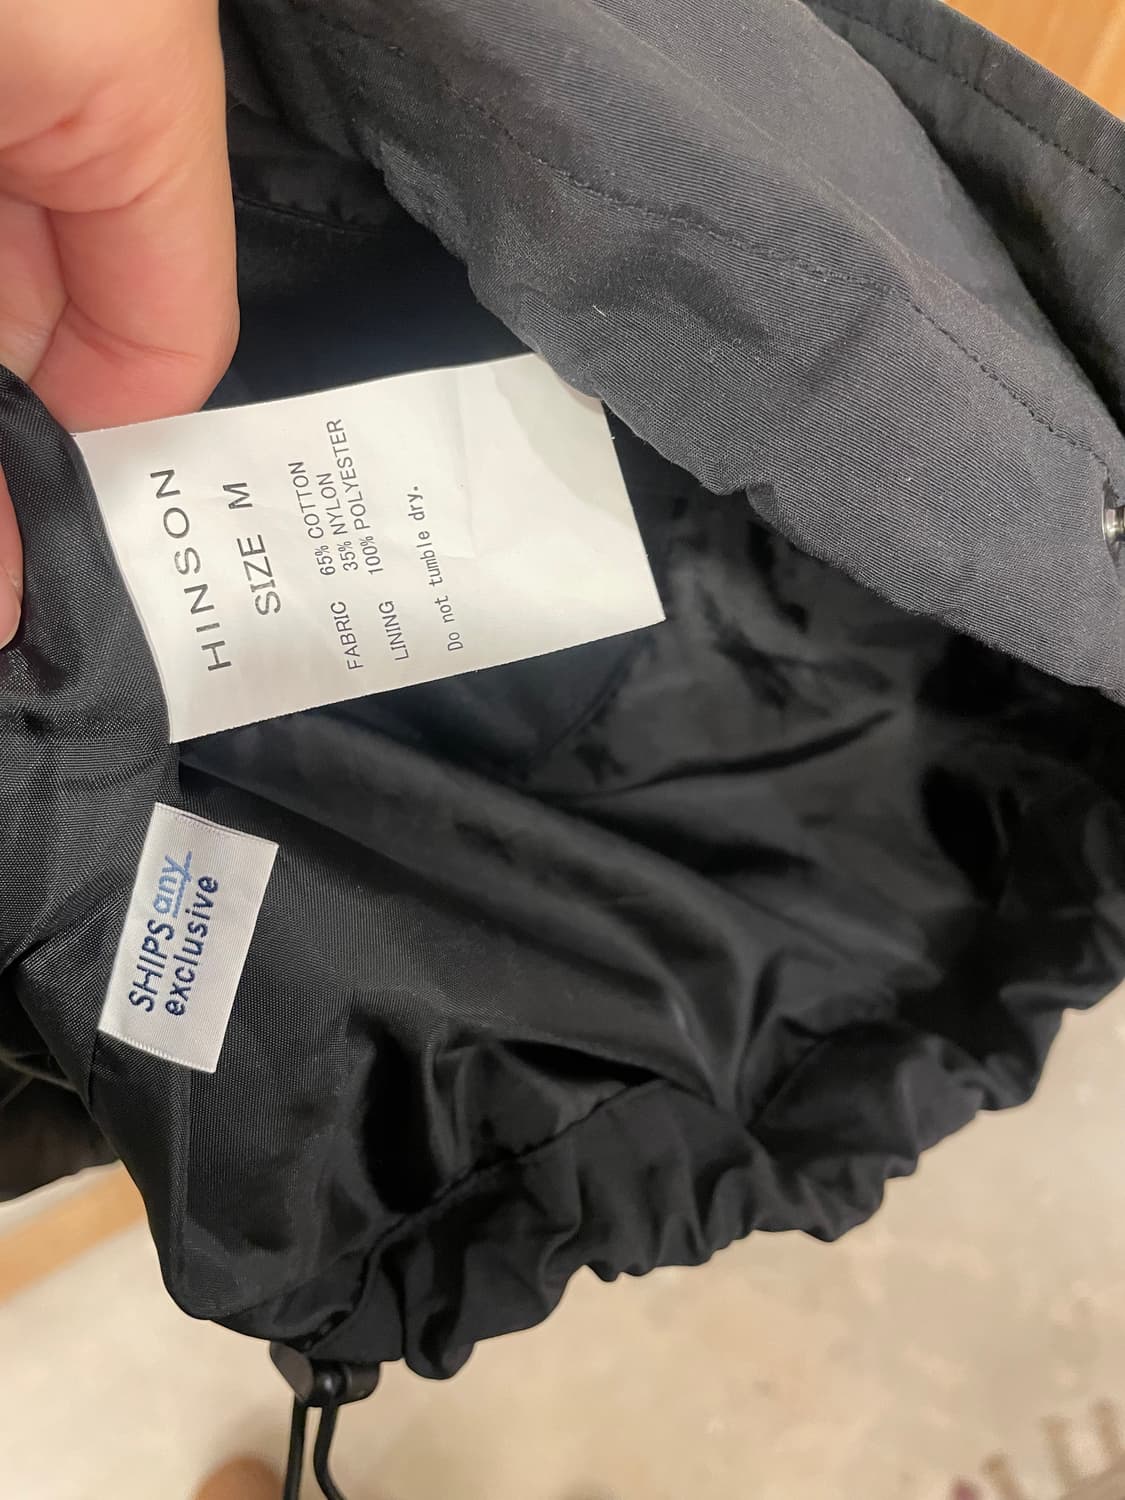 HINSON
SIZE M
FABRIC 65% COTTON
35% NYLON
LINING 100% POLYESTER
Do not tumble dry.
SHIPS any
exclusive